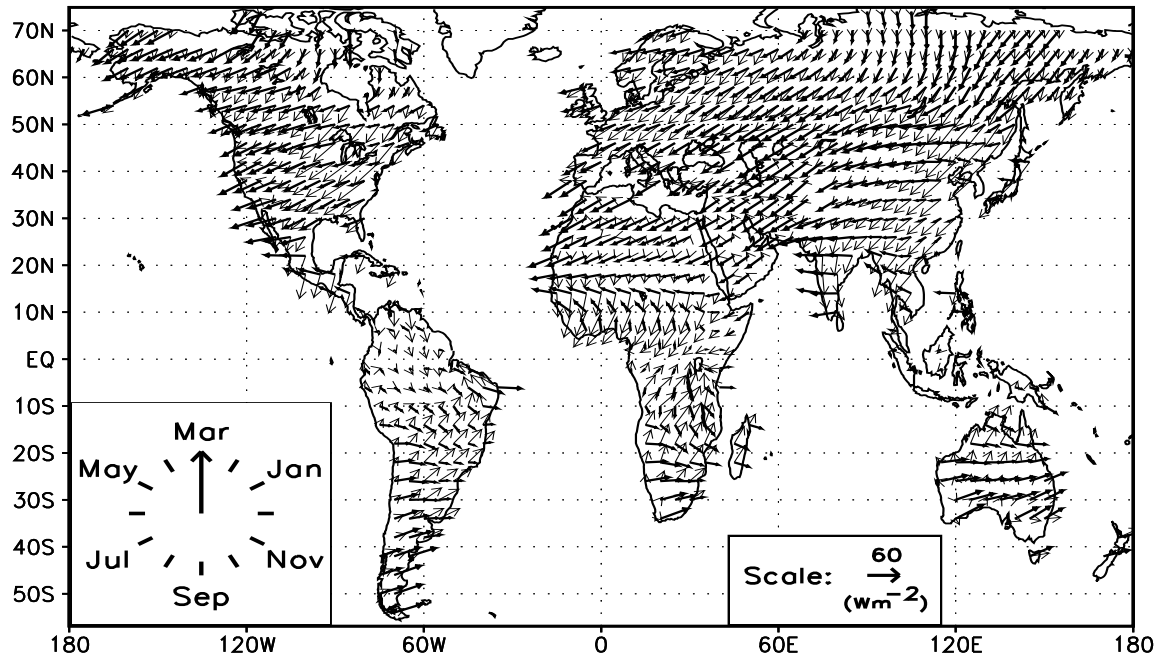 70N
60N
50N
40N
30N
20N
10N
EQ
10S
20S
30S
40S
50S
Mar
May Jan
Jul Nov
Sep
60
Scale:
(Wm-2)
180 120W 60W 0 60E 120E 180